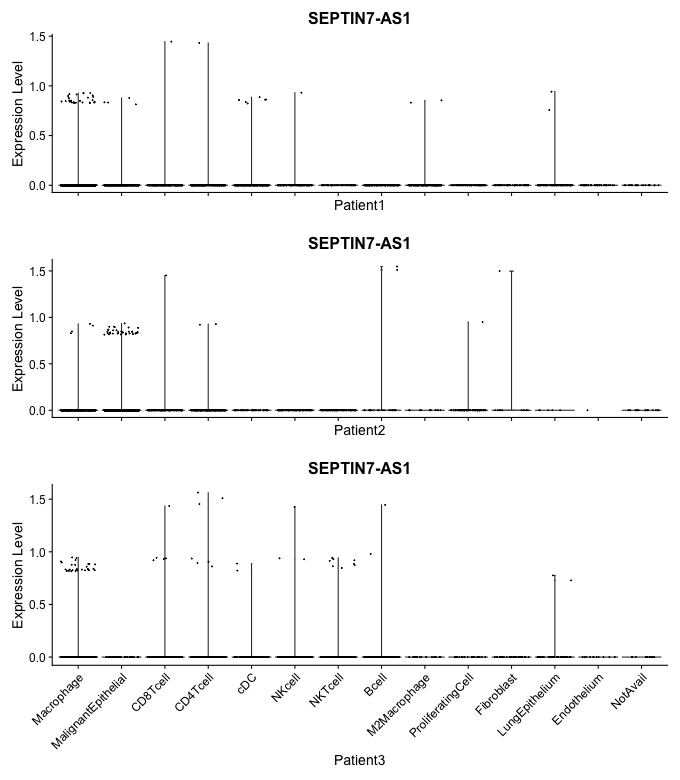 SEPTIN7-AS1
Expression Level
1.5
1.0
0.5
0.0
Patient1
SEPTIN7-AS1
Expression Level
1.5
1.0
0.5
0.0
Patient2
SEPTIN7-AS1
Expression Level
1.5
1.0
0.5
0.0
Macrophage
MalignantEpithelial
CD8Tcell
CD4Tcell
cDC
NKcell
NKTcell
Bcell
M2Macrophage
ProliferatingCell
Fibroblast
LungEpithelium
Endothelium
NotAvail
Patient3